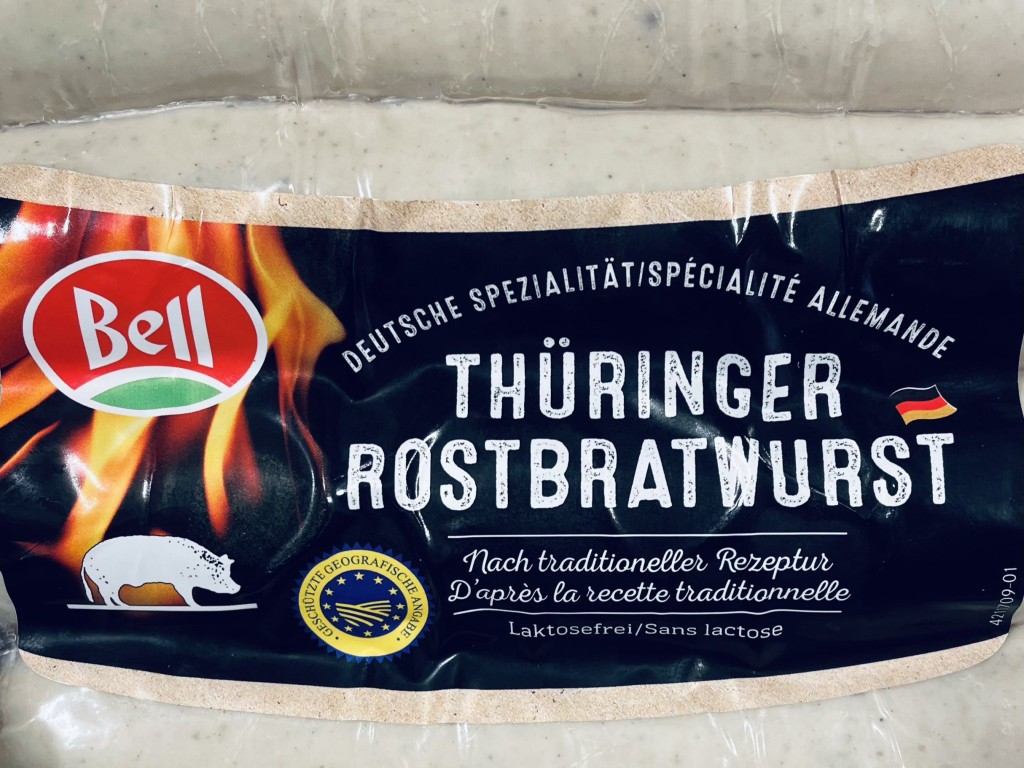 Bell
DEUTSCHE SPEZIALITÄT/SPÉCIALITÉ ALLEMANDE
THÜRINGER
ROSTBRATWURST
Nach traditioneller Rezeptur
D'après la recette traditionnelle
Laktosefrei/Sans lactose
GESCHÜTZTE GEOGRAFISCHE ANGABE